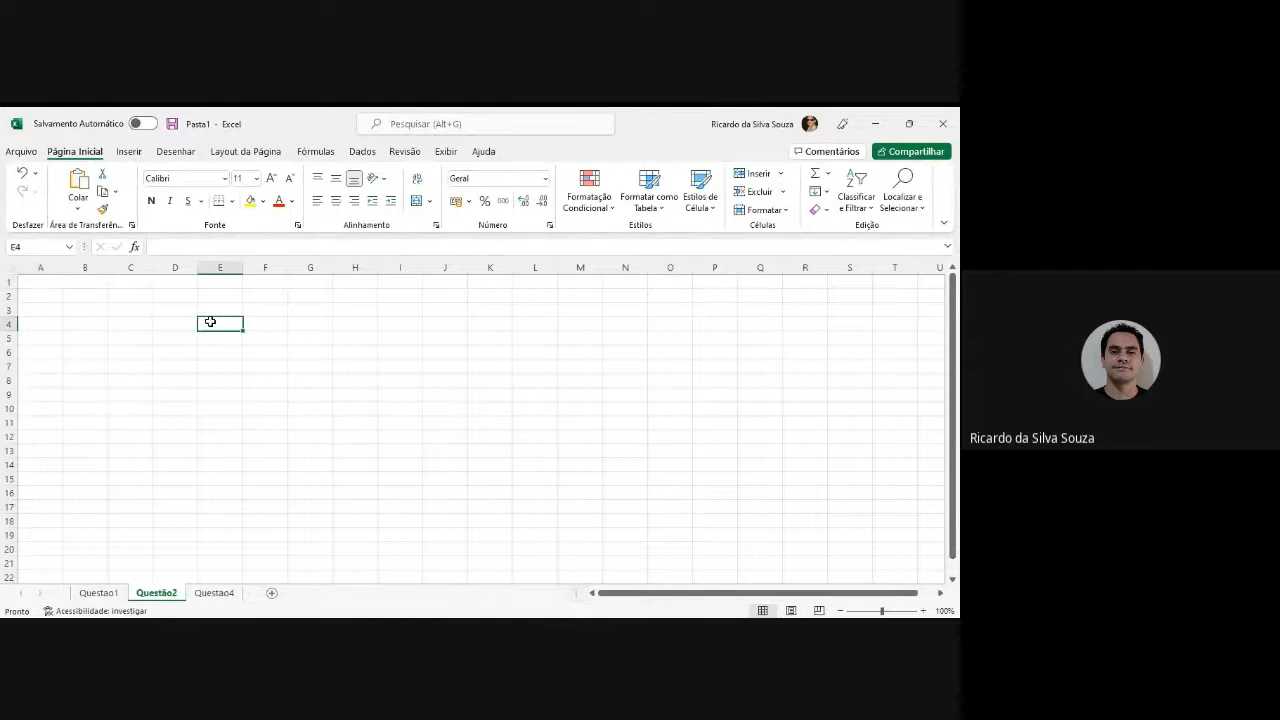 Salvamento Automático
Pasta1 - Excel
Pesquisar (Alt+G)
Ricardo da Silva Souza
Arquivo Página Inicial Inserir Desenhar Layout da Página Fórmulas Dados Revisão Exibir Ajuda
Comentários Compartilhar
Colar
Calibri 11
N I S
A A
A
Geral
% 000
Formatação Condicional
Formatar como Tabela
Estilos de Célula
Inserir
Excluir
Formatar
Classificar e Filtrar
Localizar e Selecionar
Desfazer Área de Transferên... Fonte Alinhamento Número Estilos Células Edição
E4 fx
A B C D E F G H I J K L M N O P Q R S T U
1
2
3
4
5
6
7
8
9
10
11
12
13
14
15
16
17
18
19
20
21
22
Questao1 Questão2 Questao4
Pronto Acessibilidade: investigar 100%
Ricardo da Silva Souza